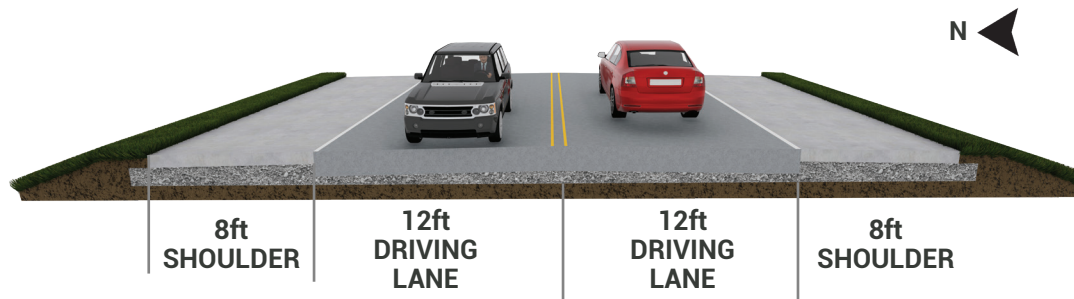 N
8ft
SHOULDER
12ft
DRIVING
LANE
12ft
DRIVING
LANE
8ft
SHOULDER